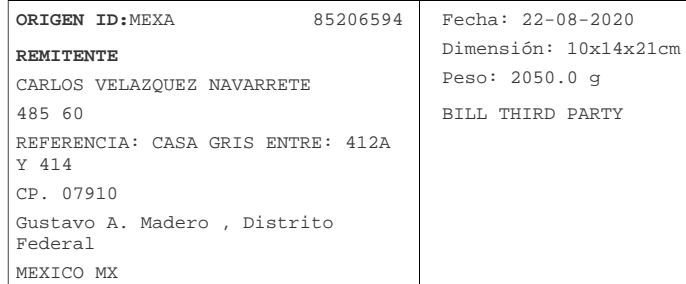 ORIGEN ID:MEXA 85206594
REMITENTE
CARLOS VELAZQUEZ NAVARRETE
485 60
REFERENCIA: CASA GRIS ENTRE: 412A
Y 414
CP. 07910
Gustavo A. Madero , Distrito
Federal
MEXICO MX
Fecha: 22-08-2020
Dimensión: 10x14x21cm
Peso: 2050.0 g
BILL THIRD PARTY